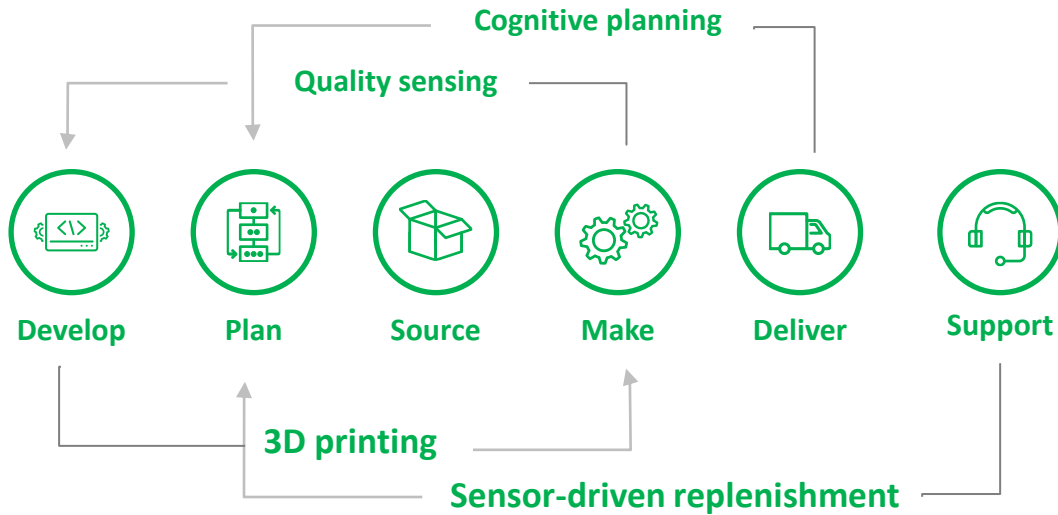 Cognitive planning
Quality sensing
Develop
Plan
Source
Make
Deliver
Support
3D printing
Sensor-driven replenishment